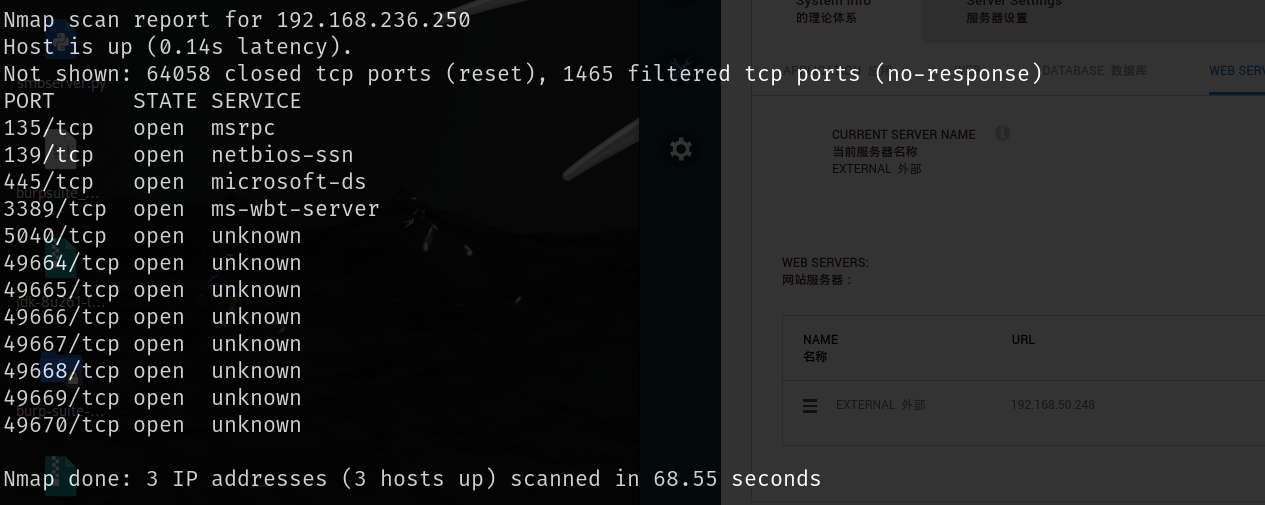 Nmap scan report for 192.168.236.250
Host is up (0.14s latency).
Not shown: 64058 closed tcp ports (reset), 1465 filtered tcp ports (no-response)
PORT STATE SERVICE
135/tcp open msrpc
139/tcp open netbios-ssn
445/tcp open microsoft-ds
3389/tcp open ms-wbt-server
5040/tcp open unknown
49664/tcp open unknown
49665/tcp open unknown
49666/tcp open unknown
49667/tcp open unknown
49668/tcp open unknown
49669/tcp open unknown
49670/tcp open unknown
Nmap done: 3 IP addresses (3 hosts up) scanned in 68.55 seconds
smbserver.py
burpsuite_...
jdk-8u261-t...
burp-suite-...
System Info
的理论体系
Server Settings
服务器设置
DATABASE 数据库
WEB SERV
CURRENT SERVER NAME
当前服务器名称
EXTERNAL 外部
WEB SERVERS:
网站服务器：
NAME URL
名称
EXTERNAL 外部 192.168.50.248